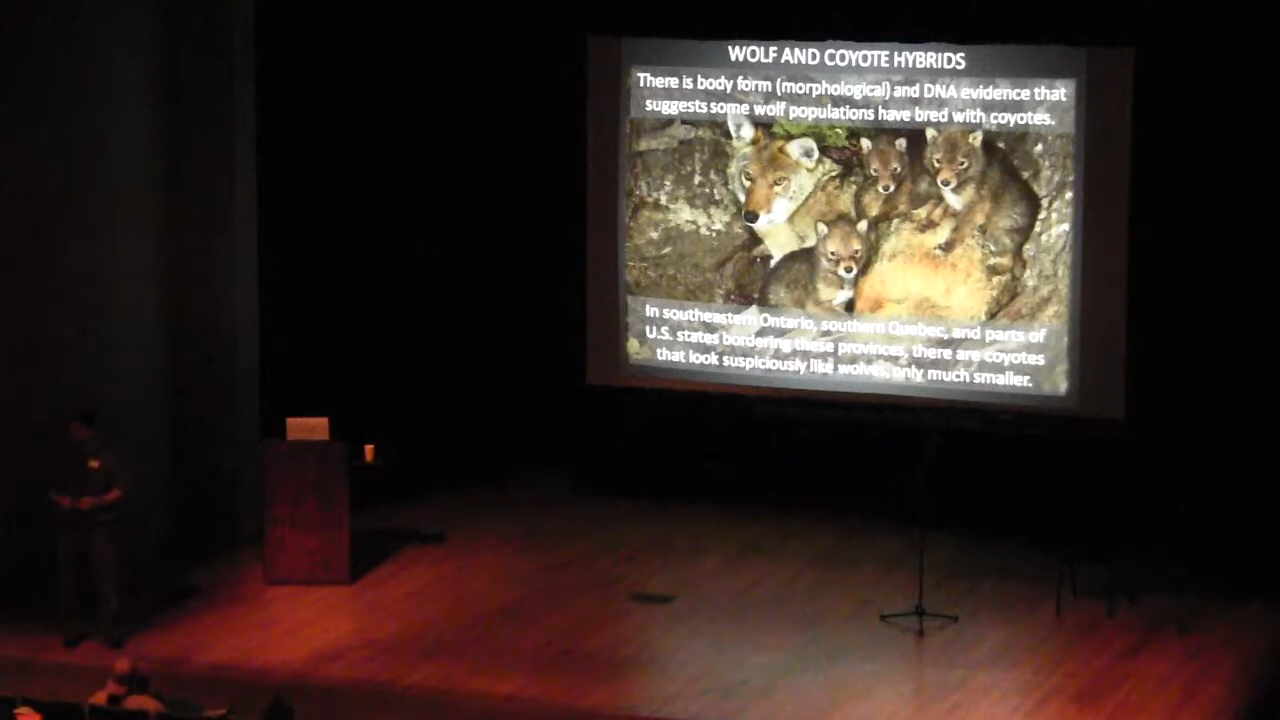 WOLF AND COYOTE HYBRIDS
There is body form (morphological) and DNA evidence that
suggests some wolf populations have bred with coyotes.
In southeastern Ontario, southern Quebec, and parts of
U.S. states bordering these provinces, there are coyotes
that look suspiciously like wolves, only much smaller.